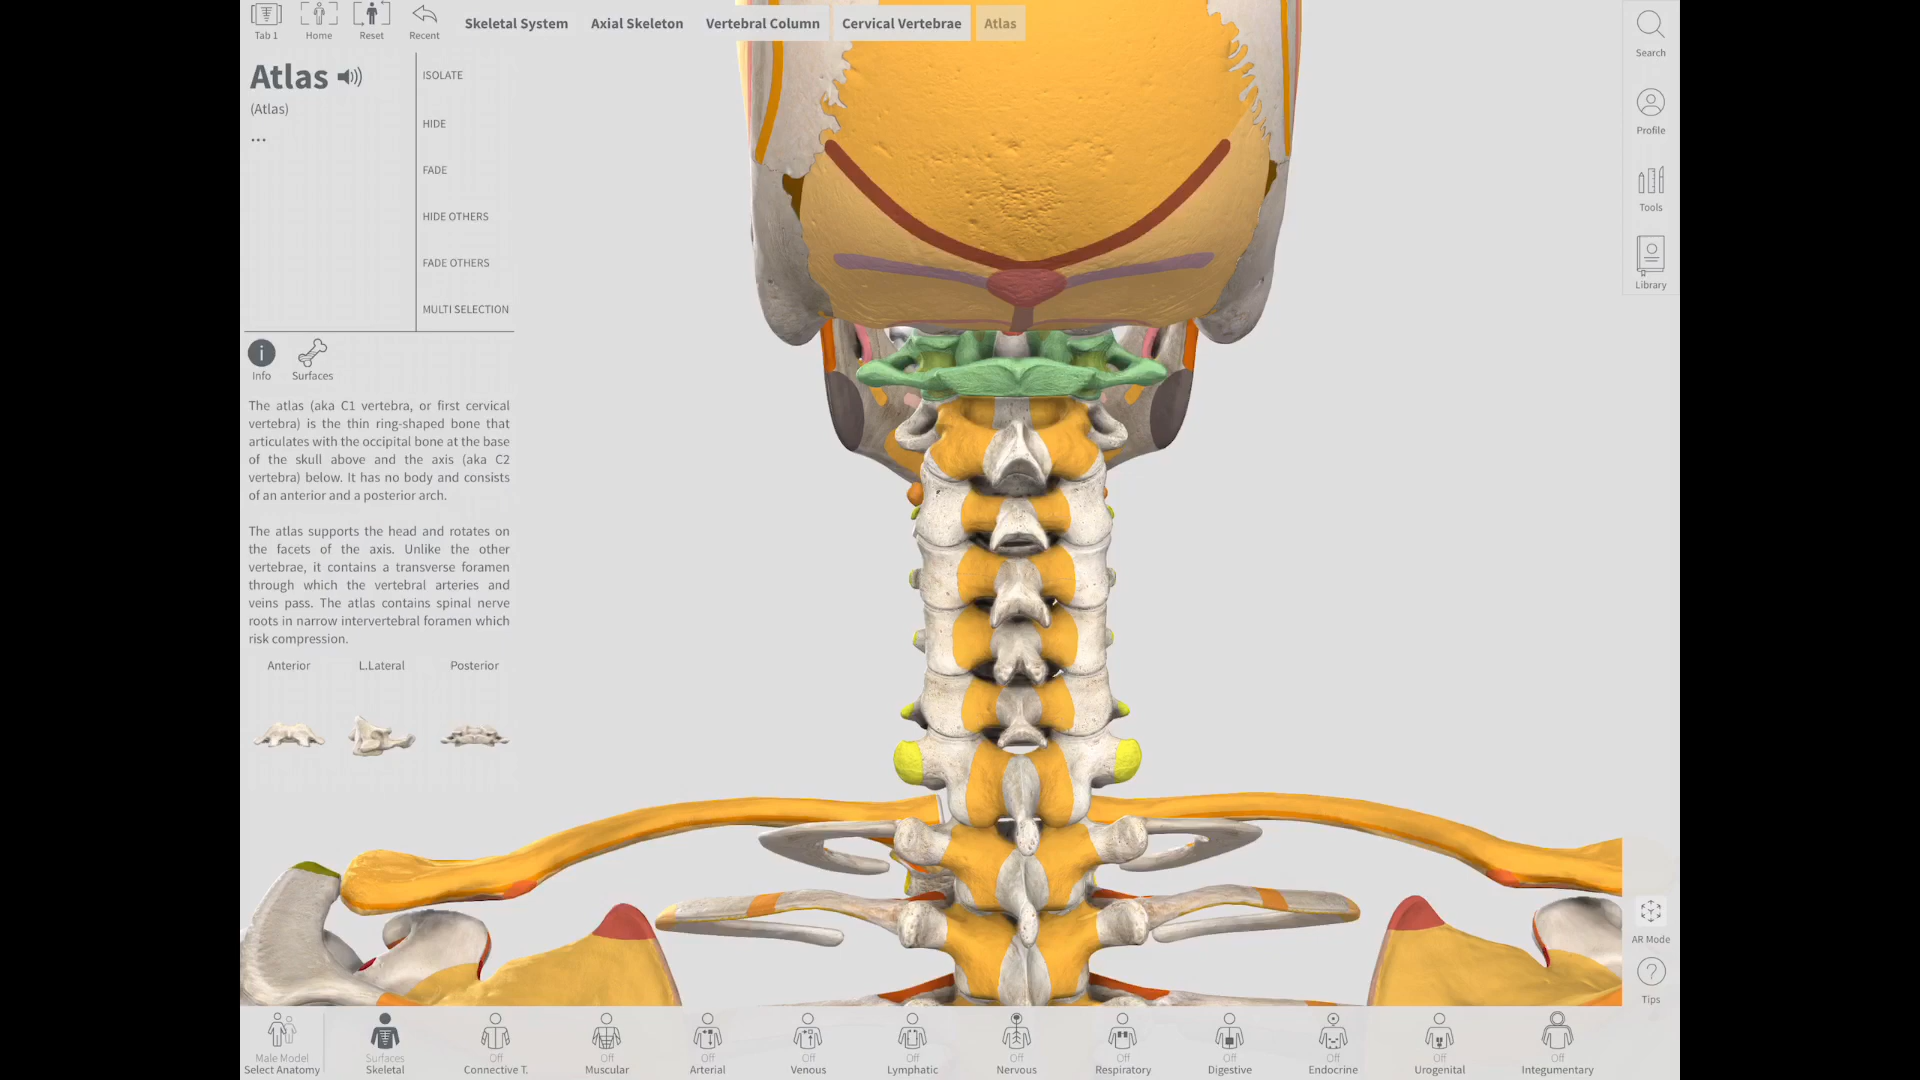 Tab 1
Home
Reset
Recent
Skeletal System
Axial Skeleton
Vertebral Column
Cervical Vertebrae
Atlas
Search
Profile
Tools
Library
Atlas
(Atlas)
...
ISOLATE
HIDE
FADE
HIDE OTHERS
FADE OTHERS
MULTI SELECTION
i
Info
Surfaces
The atlas (aka C1 vertebra, or first cervical
vertebra) is the thin ring-shaped bone that
articulates with the occipital bone at the base
of the skull above and the axis (aka C2
vertebra) below. It has no body and consists
of an anterior and a posterior arch.
The atlas supports the head and rotates on
the facets of the axis. Unlike the other
vertebrae, it contains a transverse foramen
through which the vertebral arteries and
veins pass. The atlas contains spinal nerve
roots in narrow intervertebral foramen which
risk compression.
Anterior
L.Lateral
Posterior
AR Mode
?
Tips
Male Model
Select Anatomy
Surfaces
Skeletal
Off
Connective T.
Off
Muscular
Off
Arterial
Off
Venous
Off
Lymphatic
Off
Nervous
Off
Respiratory
Off
Digestive
Off
Endocrine
Off
Urogenital
Off
Integumentary